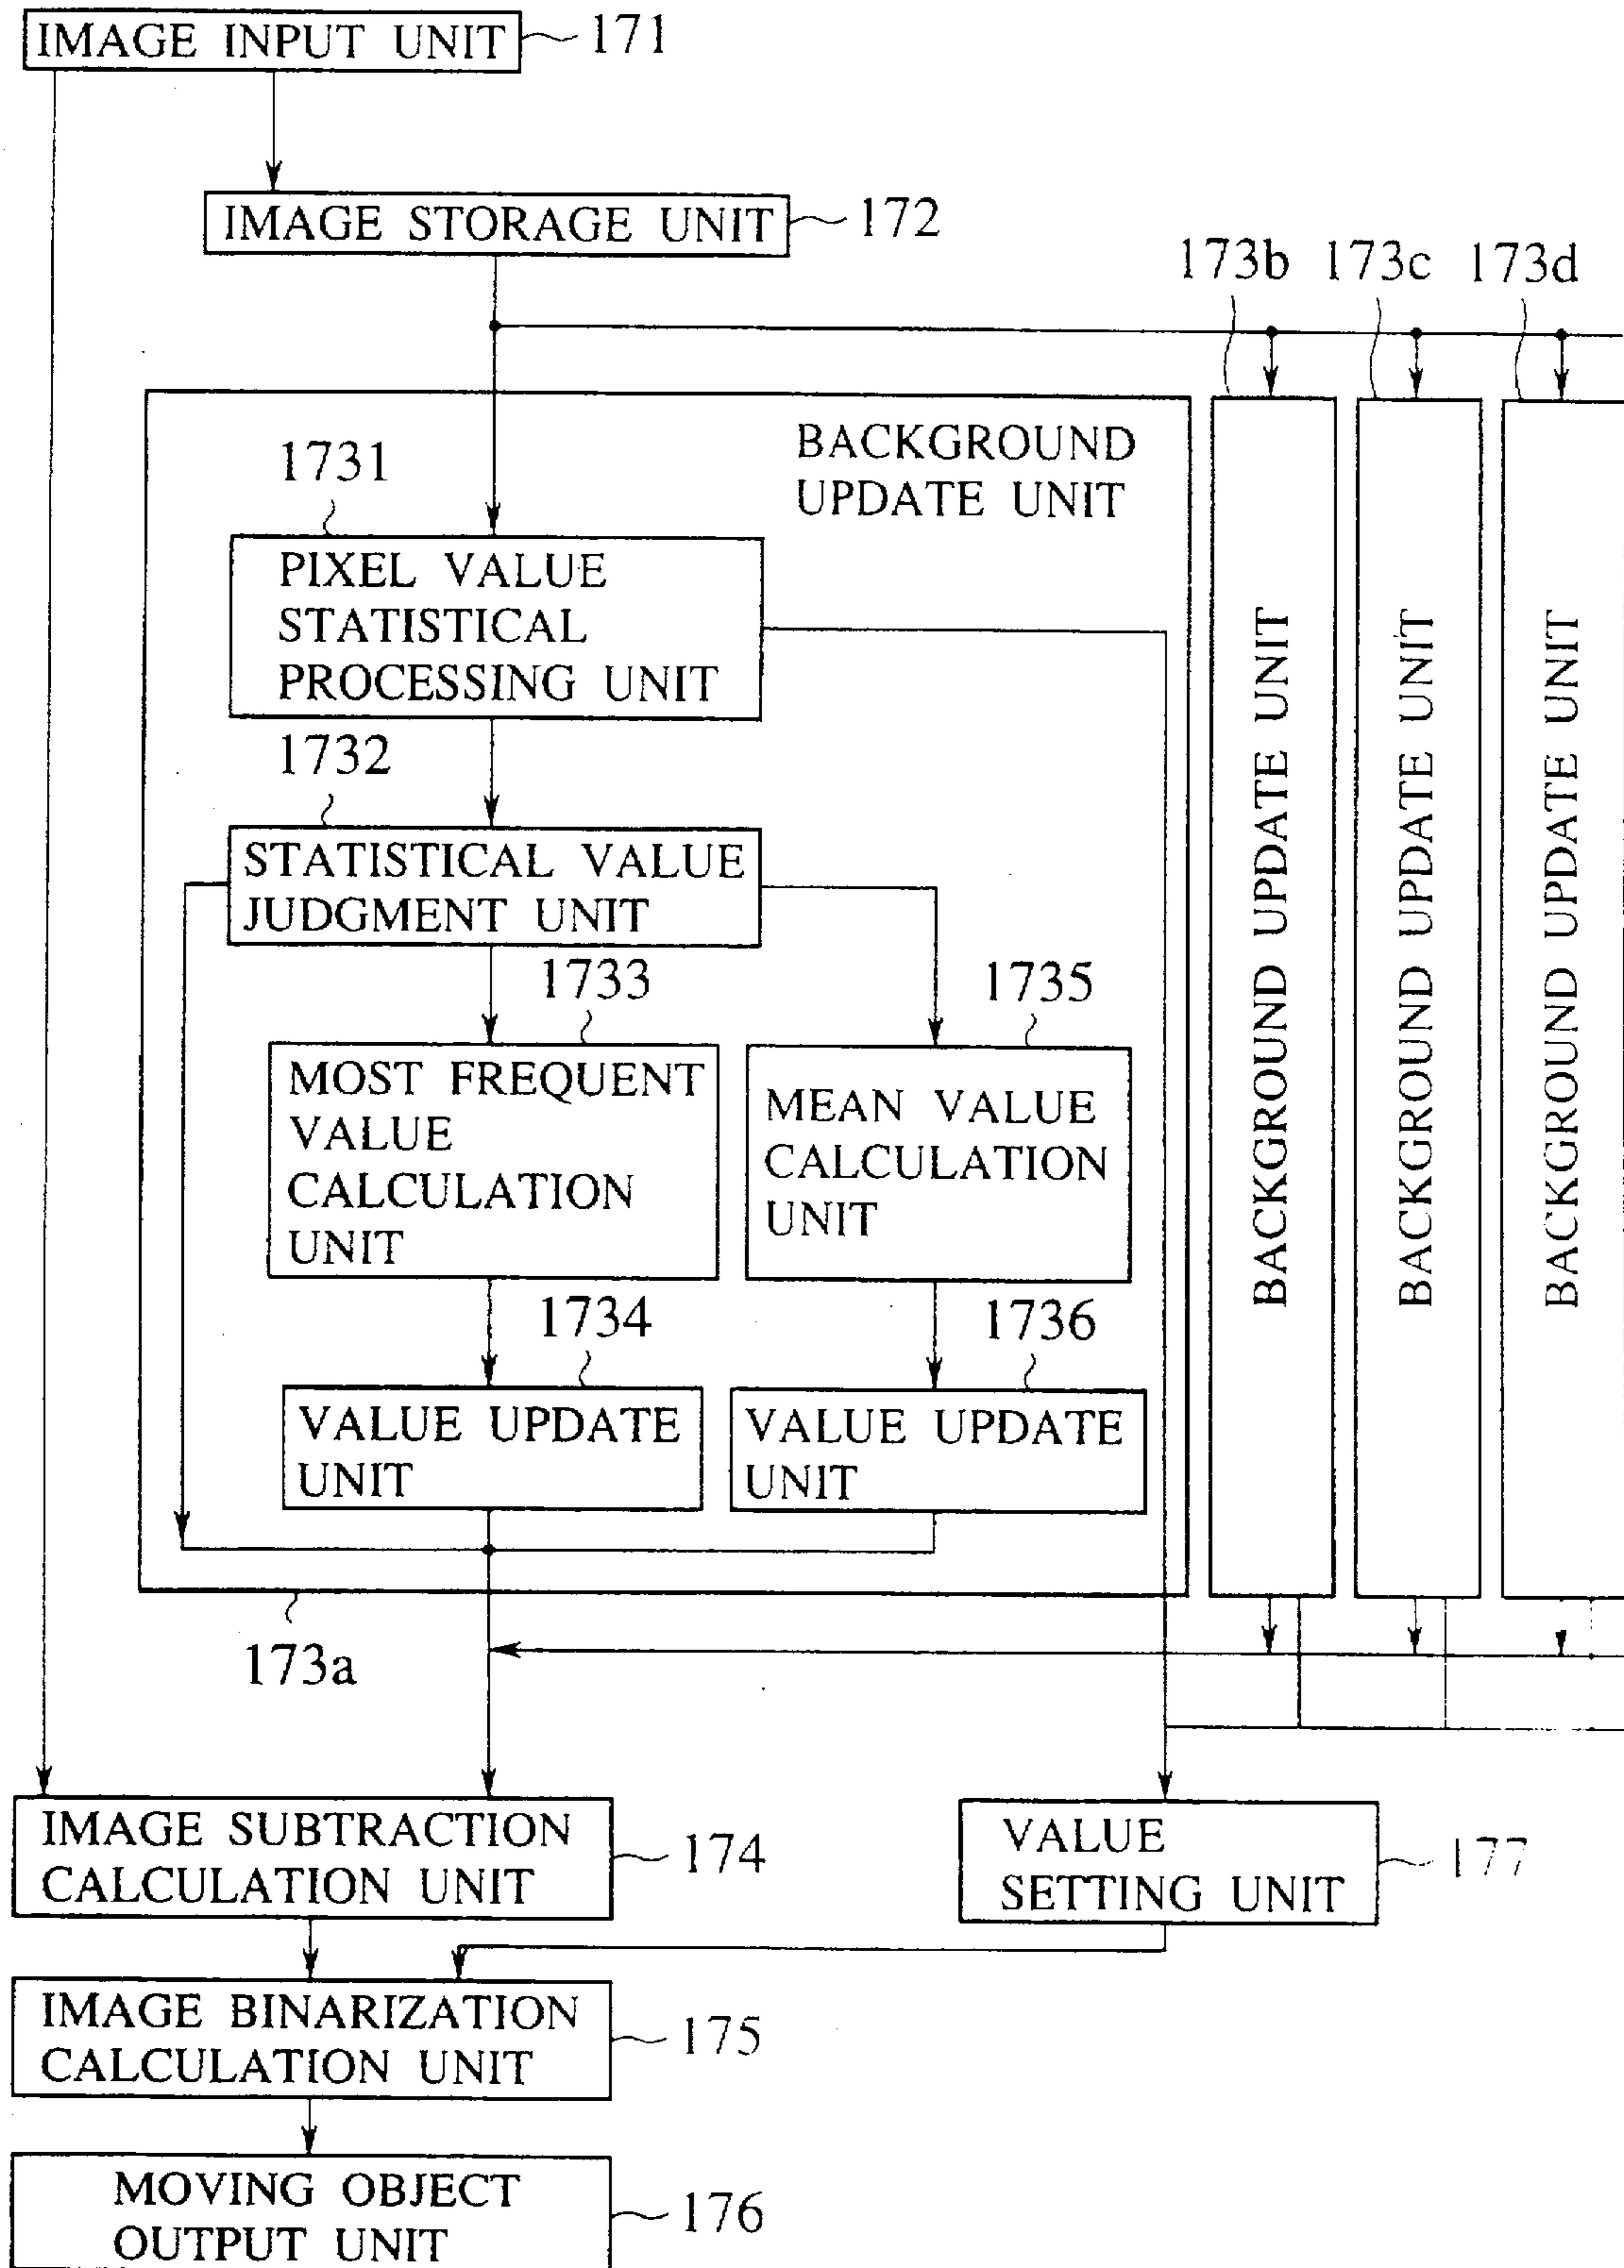 IMAGE INPUT UNIT
171
IMAGE STORAGE UNIT
172
173b
173c
173d
BACKGROUND
UPDATE UNIT
1731
PIXEL VALUE
STATISTICAL
PROCESSING UNIT
1732
STATISTICAL VALUE
JUDGMENT UNIT
1733
MOST FREQUENT
VALUE
CALCULATION
UNIT
1735
MEAN VALUE
CALCULATION
UNIT
1734
VALUE UPDATE
UNIT
1736
VALUE UPDATE
UNIT
BACKGROUND UPDATE UNIT
BACKGROUND UPDATE UNIT
BACKGROUND UPDATE UNIT
173a
IMAGE SUBTRACTION
CALCULATION UNIT
174
VALUE
SETTING UNIT
177
IMAGE BINARIZATION
CALCULATION UNIT
175
MOVING OBJECT
OUTPUT UNIT
176